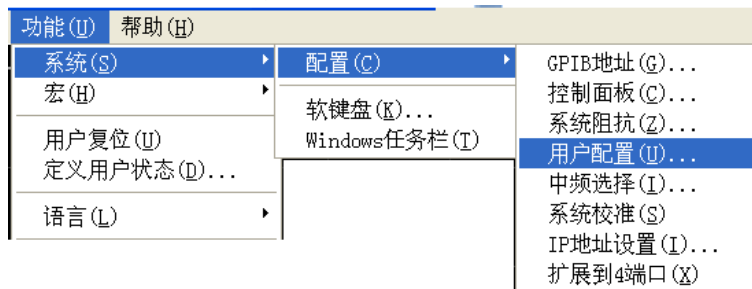 功能(U) 帮助(H)
系统(S)
宏(H)
用户复位(U)
定义用户状态(D)...
语言(L)
配置(C)
软键盘(K)...
Windows任务栏(T)
GPIB地址(G)...
控制面板(C)...
系统阻抗(Z)...
用户配置(U)...
中频选择(I)...
系统校准(S)
IP地址设置(I)...
扩展到4端口(X)